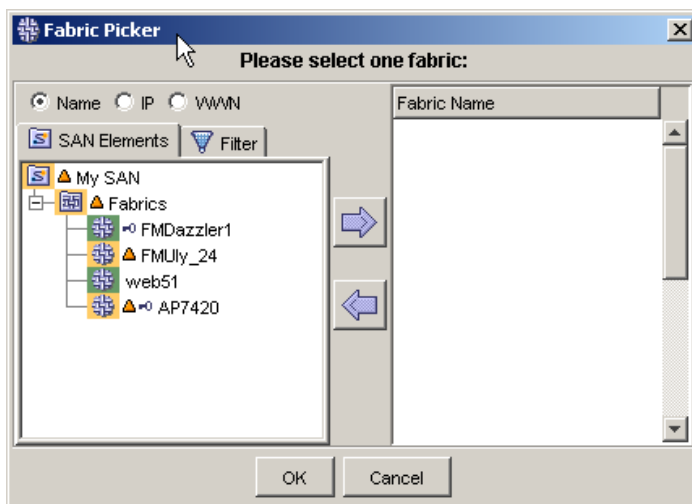 Fabric Picker
Please select one fabric:
Name IP WWN
SAN Elements Filter
My SAN
Fabrics
FMDazzler1
FMUly_24
web51
AP7420
Fabric Name
OK Cancel